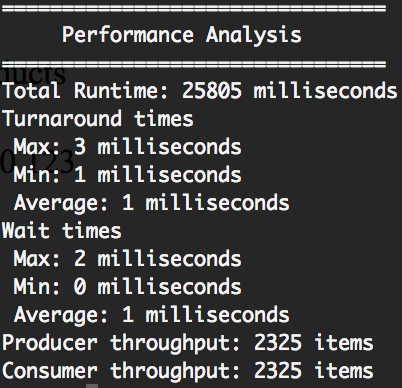 ================================
Performance Analysis
================================
Total Runtime: 25805 milliseconds
Turnaround times
Max: 3 milliseconds
Min: 1 milliseconds
Average: 1 milliseconds
Wait times
Max: 2 milliseconds
Min: 0 milliseconds
Average: 1 milliseconds
Producer throughput: 2325 items
Consumer throughput: 2325 items